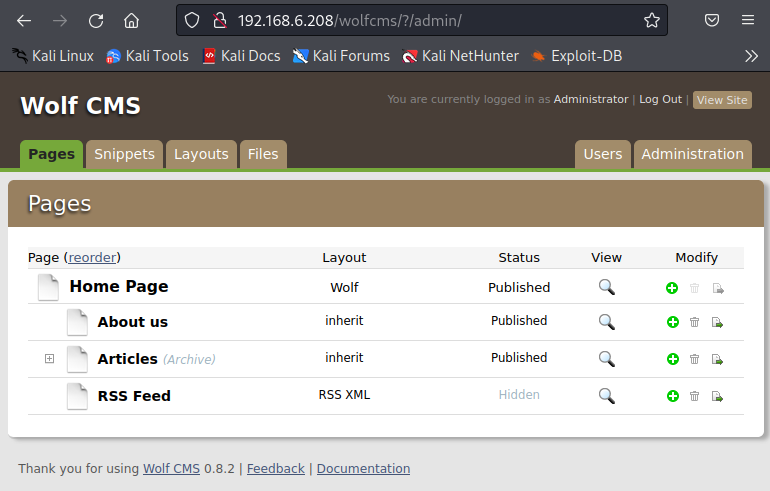 192.168.6.208/wolfcms/?/admin/
Kali Linux Kali Tools Kali Docs Kali Forums Kali NetHunter Exploit-DB
Wolf CMS
You are currently logged in as Administrator | Log Out | View Site
Pages Snippets Layouts Files Users Administration
Pages
Page (reorder) Layout Status View Modify
Home Page Wolf Published
About us inherit Published
Articles (Archive) inherit Published
RSS Feed RSS XML Hidden
Thank you for using Wolf CMS 0.8.2 | Feedback | Documentation